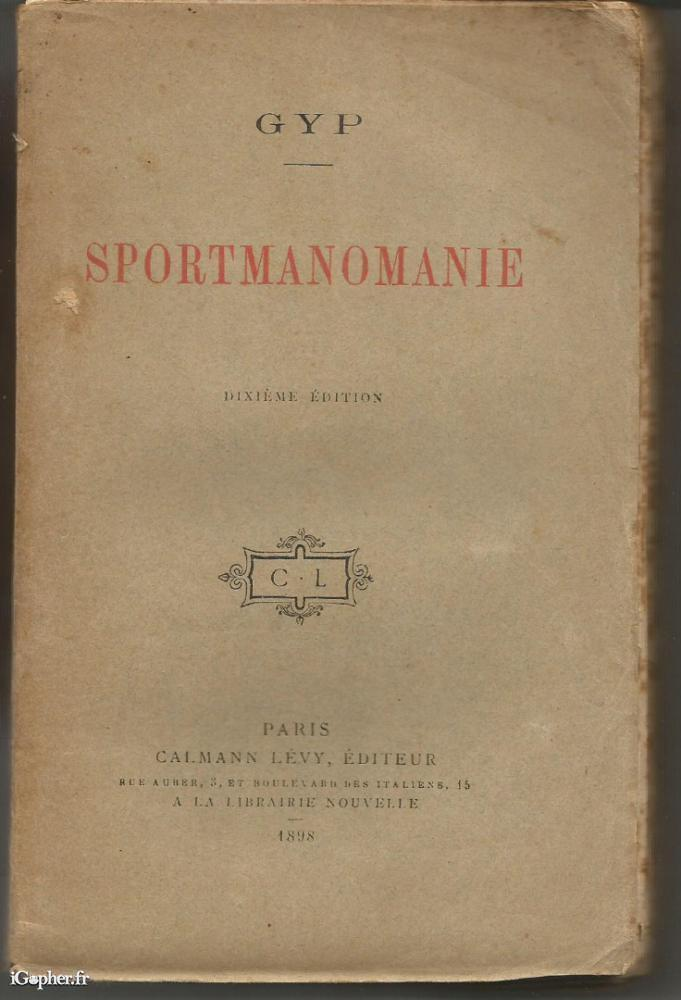 GYP
SPORTMANOMANIE
DIXIÈME ÉDITION
C · L
PARIS
CALMANN LÉVY, ÉDITEUR
RUE AUBER, 3, ET BOULEVARD DES ITALIENS, 15
A LA LIBRAIRIE NOUVELLE
1898
iGopher.fr